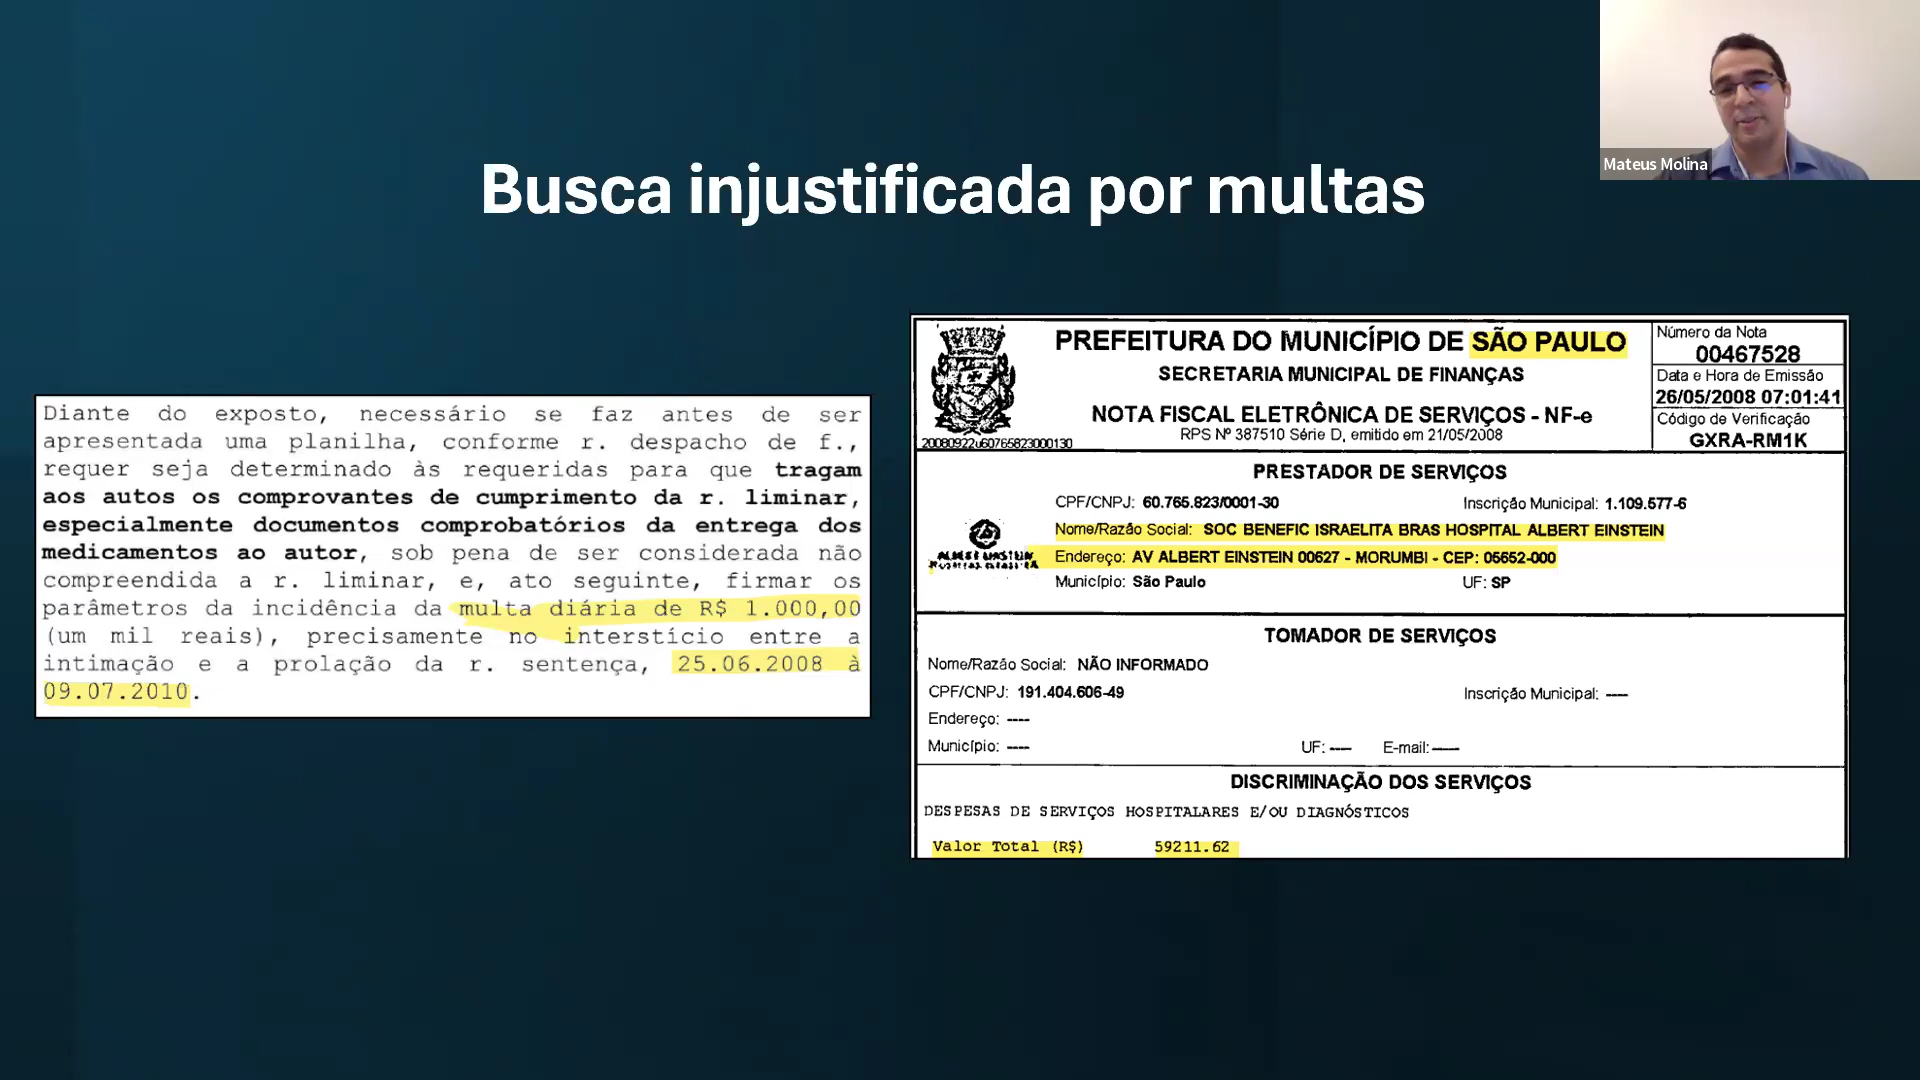 Mateus Molina
Busca injustificada por multas
Diante do exposto, necessário se faz antes de ser
apresentada uma planilha, conforme r. despacho de f.,
requer seja determinado às requeridas para que tragam
aos autos os comprovantes de cumprimento da r. liminar,
especialmente documentos comprobatórios da entrega dos
medicamentos ao autor, sob pena de ser considerada não
compreendida a r. liminar, e, ato seguinte, firmar os
parâmetros da incidência da multa diária de R$ 1.000,00
(um mil reais), precisamente no interstício entre a
intimação e a prolação da r. sentença, 25.06.2008 à
09.07.2010.
PREFEITURA DO MUNICÍPIO DE SÃO PAULO
SECRETARIA MUNICIPAL DE FINANÇAS
NOTA FISCAL ELETRÔNICA DE SERVIÇOS - NF-e
RPS Nº 387510 Série D, emitido em 21/05/2008
20080922u60765823000130
Número da Nota
00467528
Data e Hora de Emissão
26/05/2008 07:01:41
Código de Verificação
GXRA-RM1K
PRESTADOR DE SERVIÇOS
CPF/CNPJ: 60.765.823/0001-30 Inscrição Municipal: 1.109.577-6
Nome/Razão Social: SOC BENEFIC ISRAELITA BRAS HOSPITAL ALBERT EINSTEIN
Endereço: AV ALBERT EINSTEIN 00627 - MORUMBI - CEP: 05652-000
Município: São Paulo UF: SP
ALBERT EINSTEIN
TOMADOR DE SERVIÇOS
Nome/Razão Social: NÃO INFORMADO
CPF/CNPJ: 191.404.606-49 Inscrição Municipal: ----
Endereço: ----
Município: ---- UF: ---- E-mail: ----
DISCRIMINAÇÃO DOS SERVIÇOS
DESPESAS DE SERVIÇOS HOSPITALARES E/OU DIAGNÓSTICOS
Valor Total (R$) 59211.62